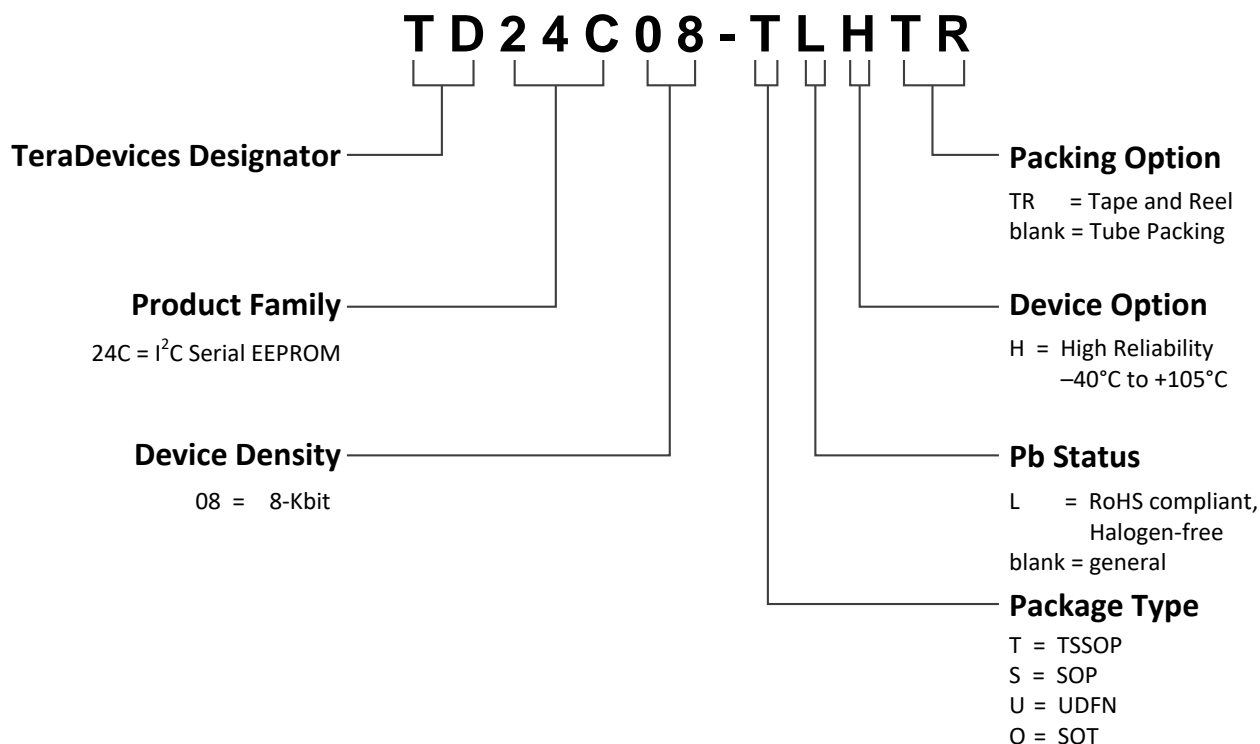 TD24C08-TLHTR
TeraDevices Designator
Product Family
24C = I²C Serial EEPROM
Device Density
08 = 8-Kbit
Packing Option
TR = Tape and Reel
blank = Tube Packing
Device Option
H = High Reliability
–40°C to +105°C
Pb Status
L = RoHS compliant,
Halogen-free
blank = general
Package Type
T = TSSOP
S = SOP
U = UDFN
O = SOT